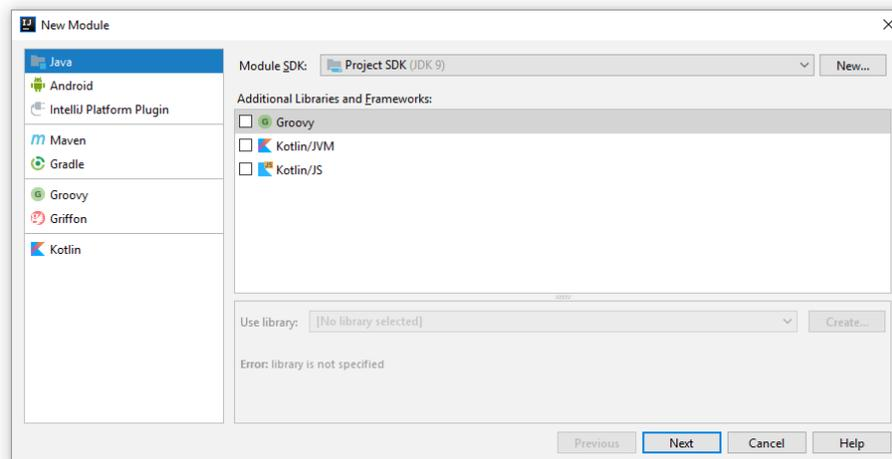 New Module
Java
Android
IntelliJ Platform Plugin
Maven
Gradle
Groovy
Griffon
Kotlin
Module SDK: Project SDK (JDK 9) New...
Additional Libraries and Frameworks:
Groovy
Kotlin/JVM
Kotlin/JS
Use library: [No library selected] Create...
Error: library is not specified
Previous Next Cancel Help